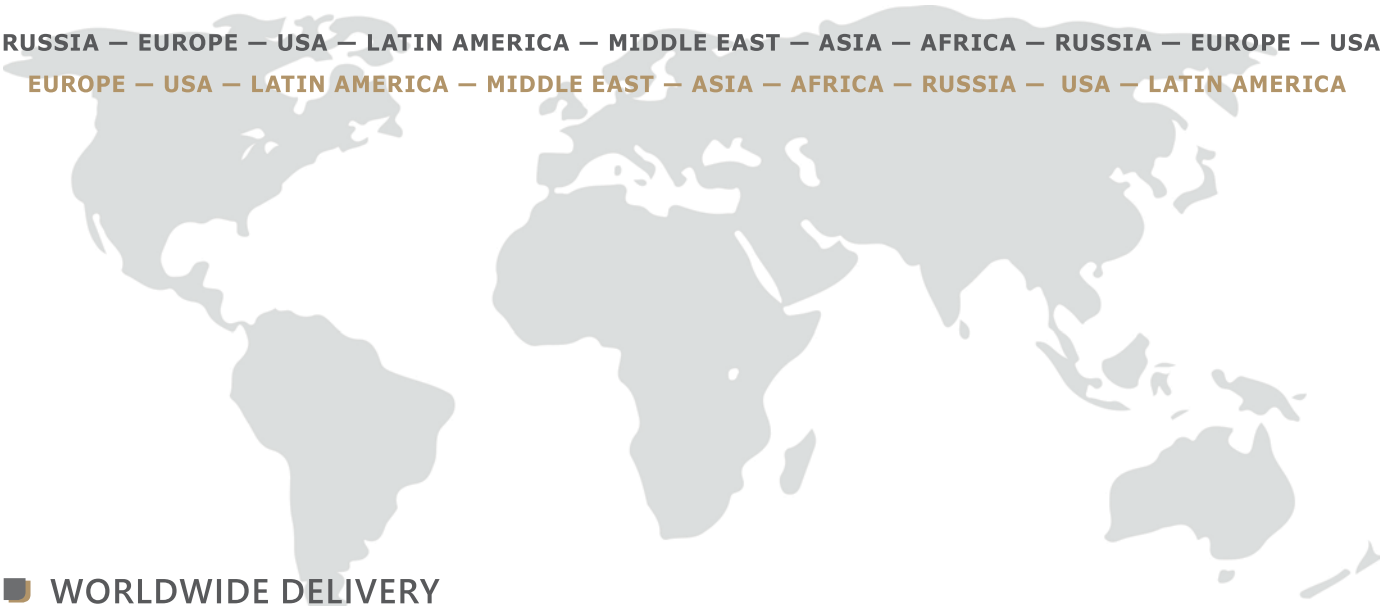 RUSSIA — EUROPE — USA — LATIN AMERICA — MIDDLE EAST — ASIA — AFRICA — RUSSIA — EUROPE — USA
EUROPE — USA — LATIN AMERICA — MIDDLE EAST — ASIA — AFRICA — RUSSIA — USA — LATIN AMERICA
WORLDWIDE DELIVERY